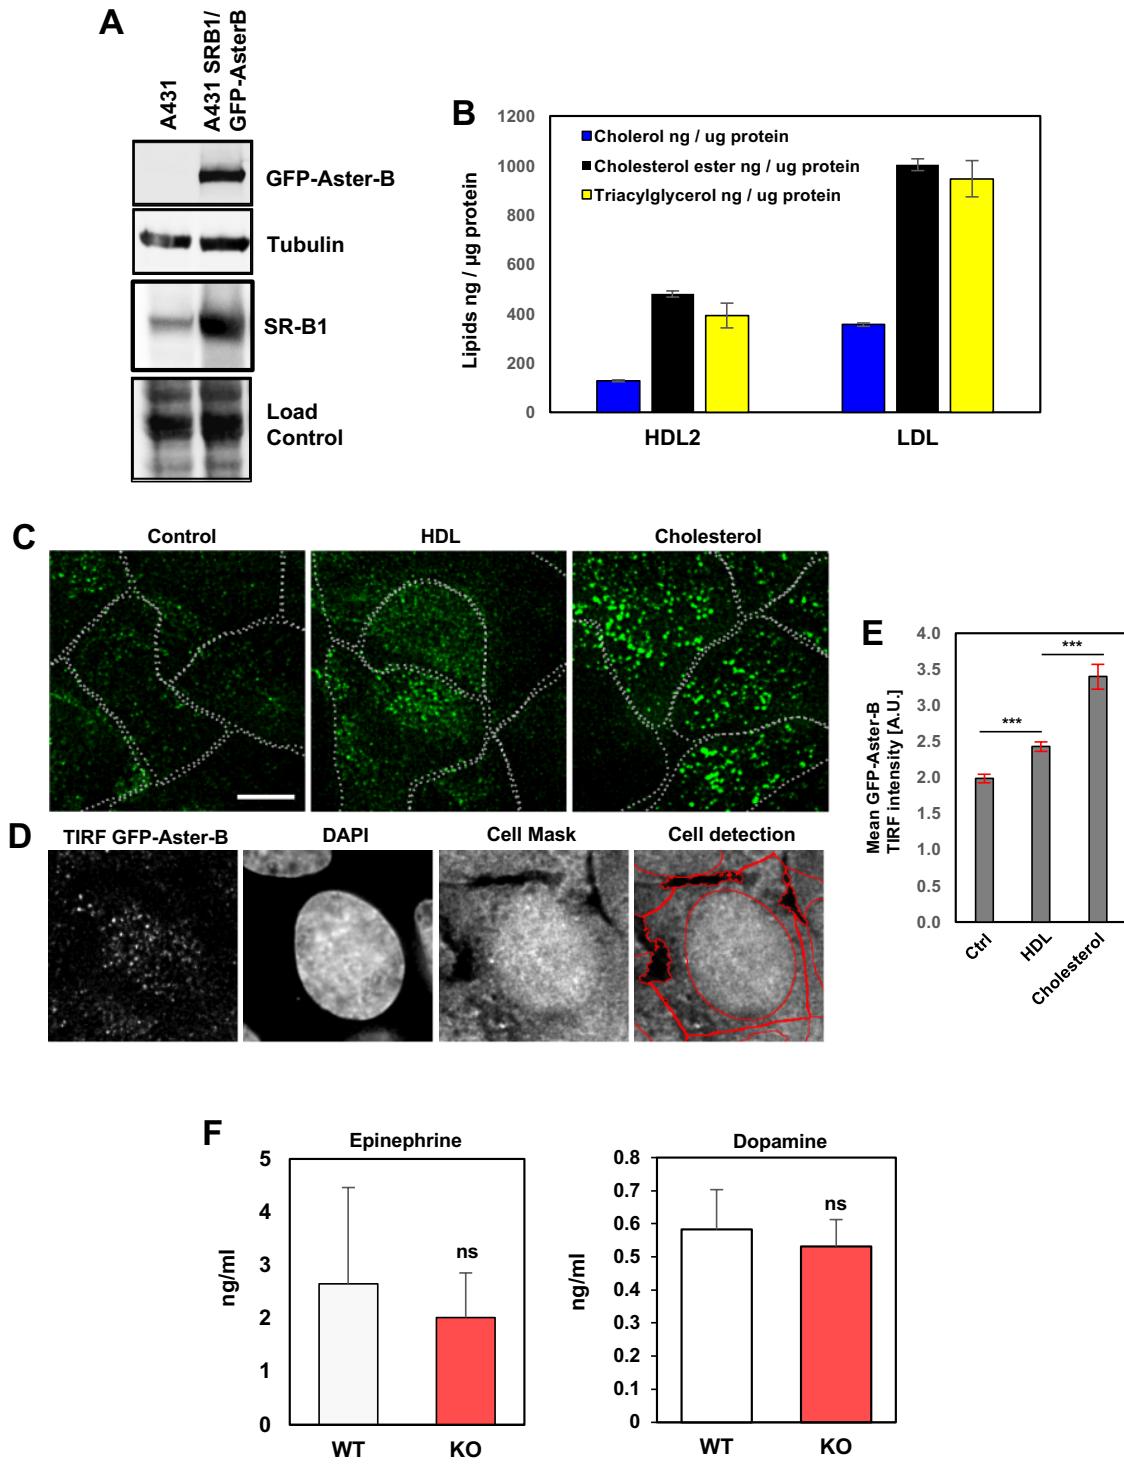 A
A431
A431 SRB1/
GFP-AsterB
GFP-Aster-B
Tubulin
SR-B1
Load
Control
B
Lipids ng / µg protein
1200
1000
800
600
400
200
0
Cholerol ng / ug protein
Cholesterol ester ng / ug protein
Triacylglycerol ng / ug protein
HDL2
LDL
C
Control
HDL
Cholesterol
D
TIRF GFP-Aster-B
DAPI
Cell Mask
Cell detection
E
Mean GFP-Aster-B
TIRF intensity [A.U.]
4.0
3.5
3.0
2.5
2.0
1.5
1.0
0.5
0.0
***
***
Ctrl
HDL
Cholesterol
F
Epinephrine
ng/ml
5
4
3
2
1
0
ns
WT
KO
Dopamine
ng/ml
0.8
0.7
0.6
0.5
0.4
0.3
0.2
0.1
0
ns
WT
KO